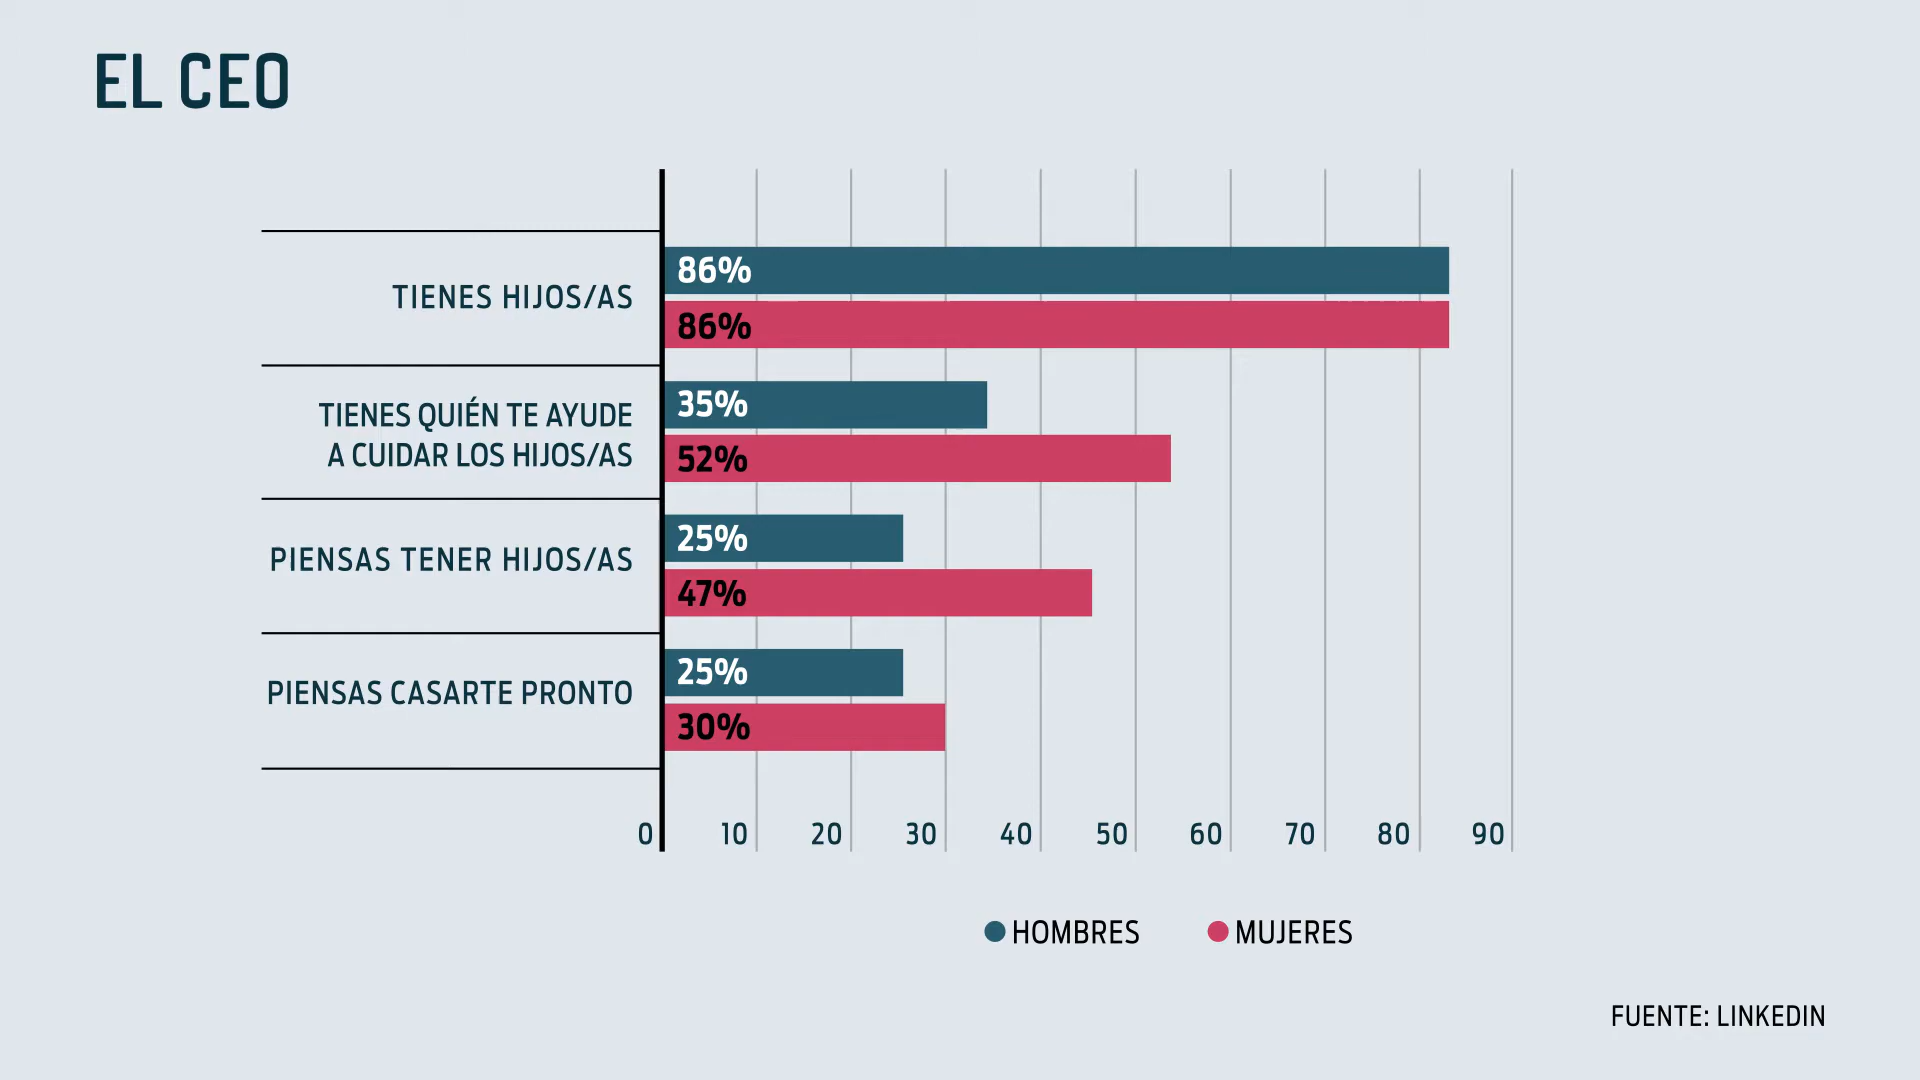 EL CEO
TIENES HIJOS/AS
86%
86%
TIENES QUIÉN TE AYUDE
A CUIDAR LOS HIJOS/AS
35%
52%
PIENSAS TENER HIJOS/AS
25%
47%
PIENSAS CASARTE PRONTO
25%
30%
0 10 20 30 40 50 60 70 80 90
HOMBRES MUJERES
FUENTE: LINKEDIN